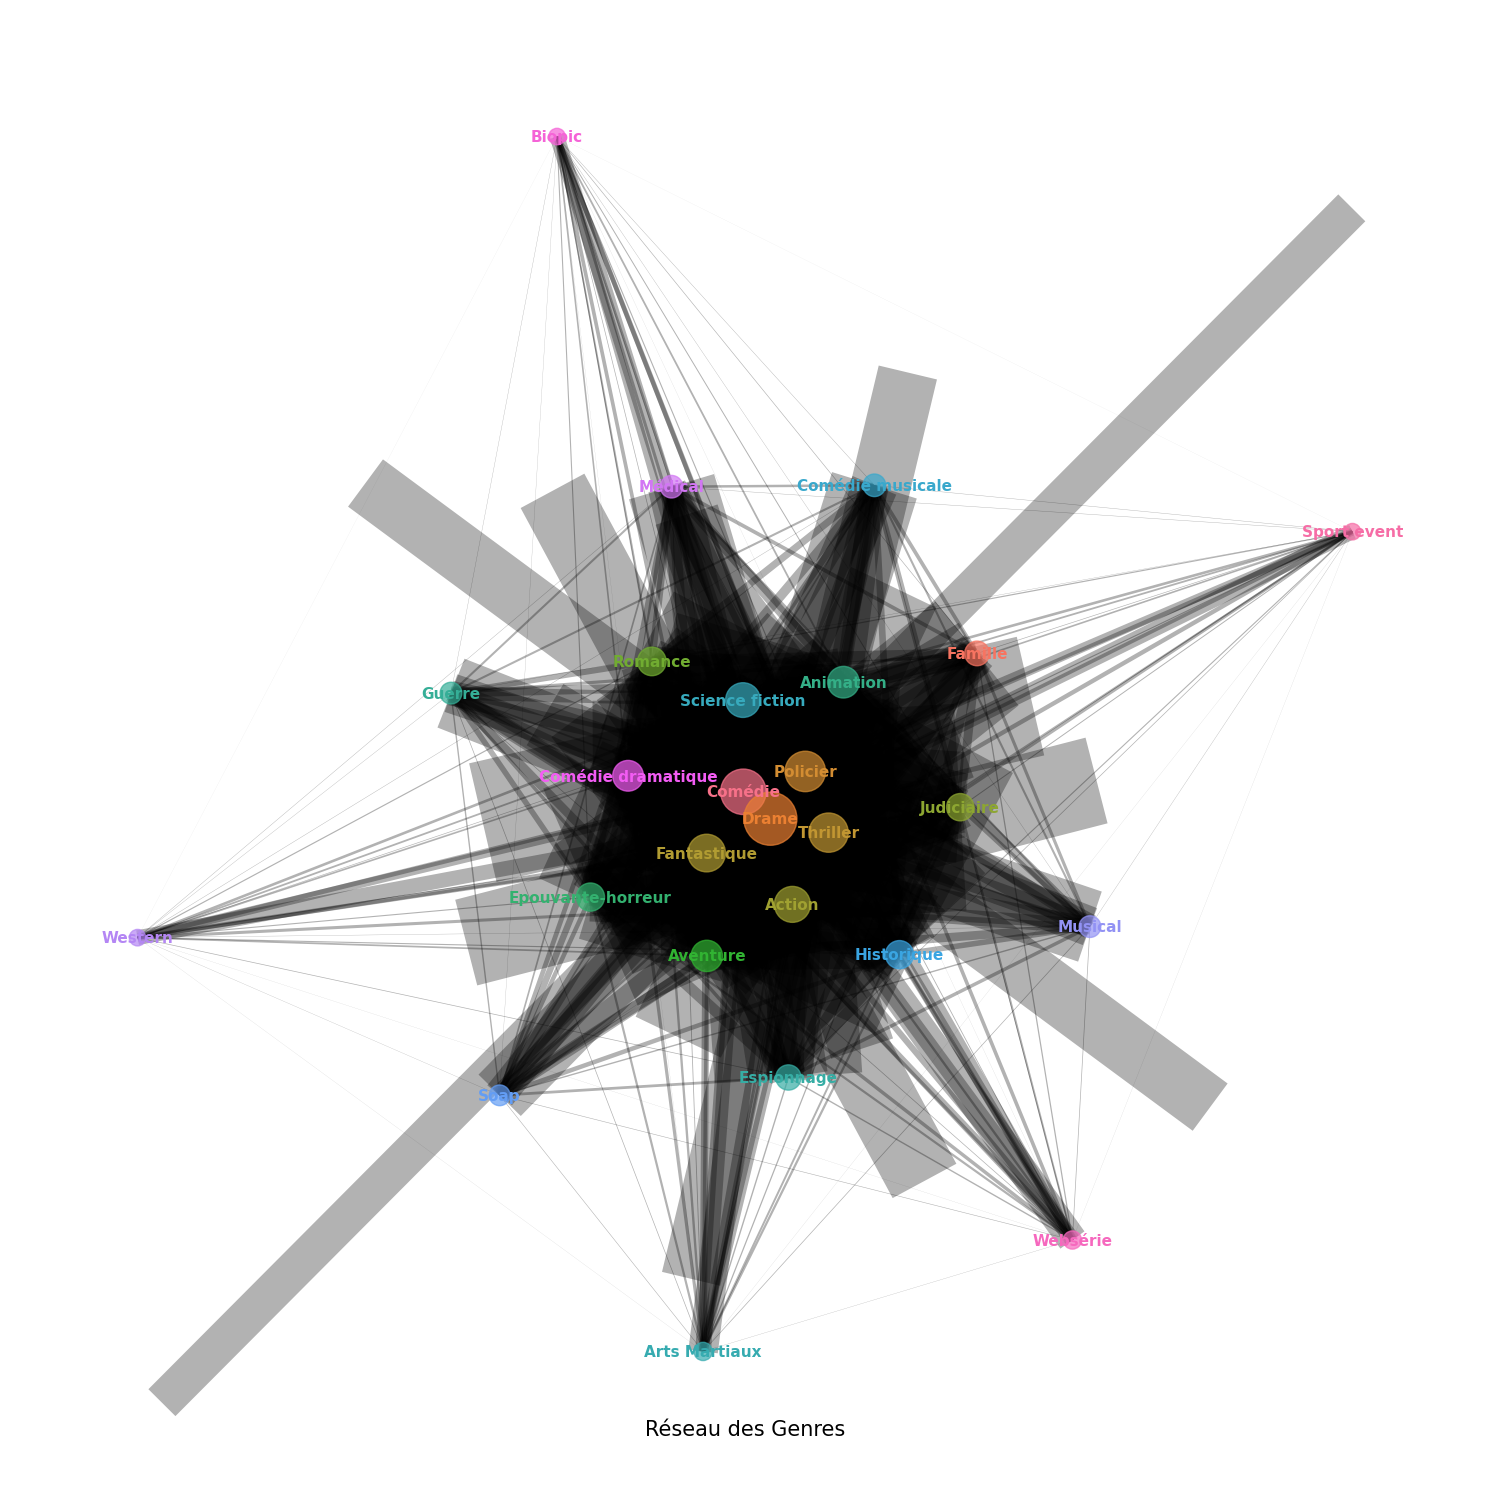 Biopic
Médical
Comédie musicale
Sport event
Romance
Famille
Science fiction
Animation
Guerre
Comédie dramatique
Policier
Comédie
Judiciaire
Drame
Thriller
Fantastique
Epouvante-horreur
Action
Musical
Western
Aventure
Historique
Espionnage
Soap
Websérie
Arts Martiaux
Réseau des Genres